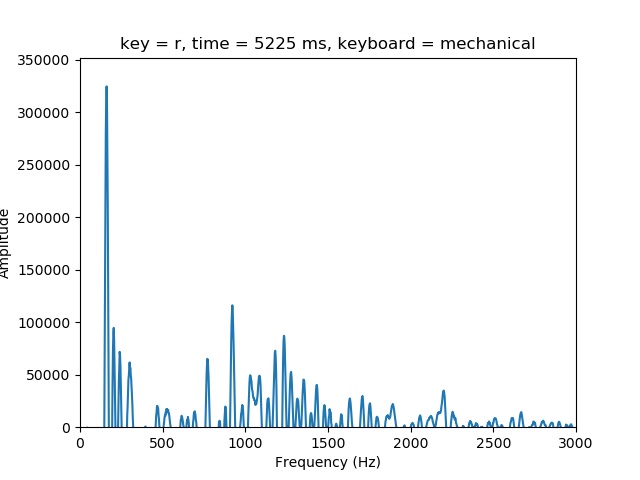 key = r, time = 5225 ms, keyboard = mechanical
350000
300000
250000
200000
150000
100000
50000
0
Amplitude
0 500 1000 1500 2000 2500 3000
Frequency (Hz)